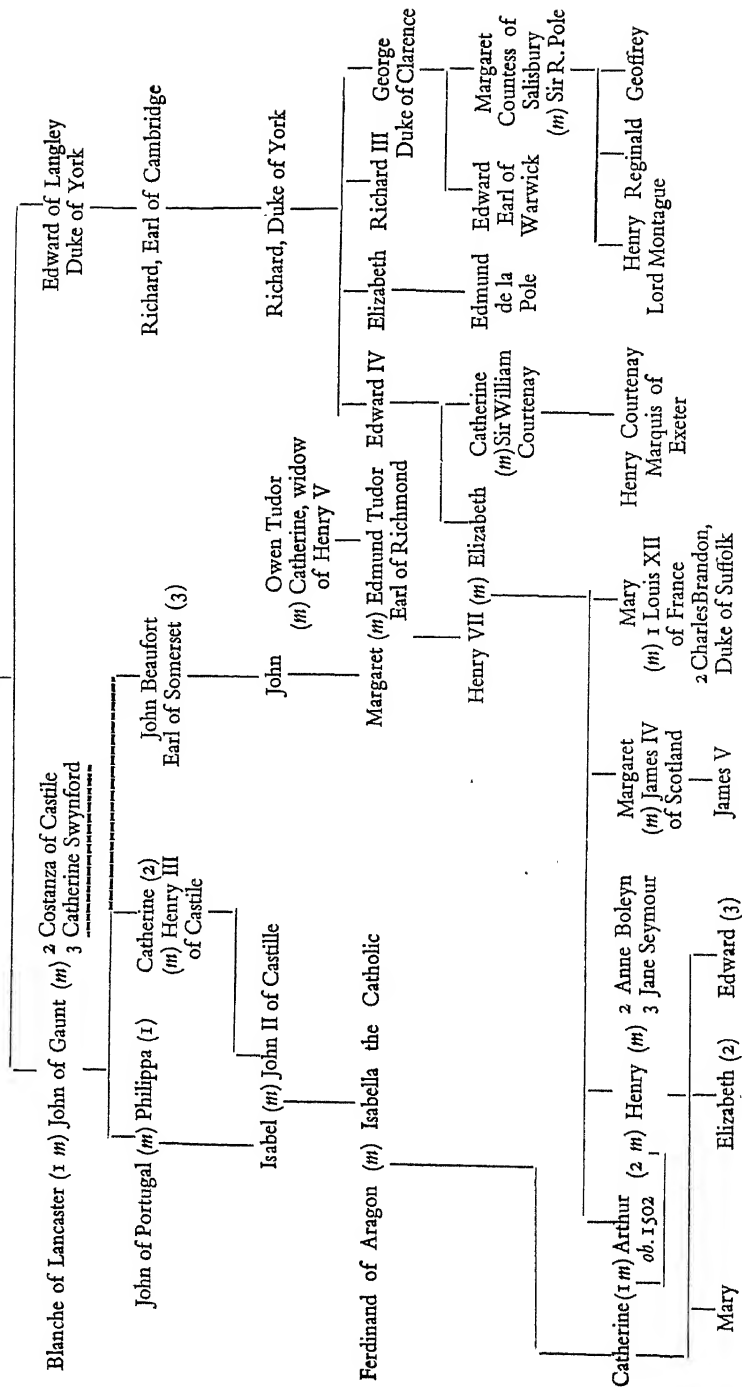 Blanche of Lancaster (1 m) John of Gaunt (m) 2 Costanza of Castile
3 Catherine Swynford
Edward of Langley
Duke of York
John of Portugal (m) Philippa (1)
Catherine (2)
(m) Henry III
of Castile
John Beaufort
Earl of Somerset (3)
Richard, Earl of Cambridge
Isabel (m) John II of Castille
John
Owen Tudor
(m) Catherine, widow
of Henry V
Richard, Duke of York
Ferdinand of Aragon (m) Isabella the Catholic
Margaret (m) Edmund Tudor
Earl of Richmond
Edward IV
Elizabeth
Richard III
George
Duke of Clarence
Henry VII (m) Elizabeth
Catherine
(m) Sir William
Courtenay
Edmund
de la
Pole
Edward
Earl of
Warwick
Margaret
Countess of
Salisbury
(m) Sir R. Pole
Catherine (1 m) Arthur
ob. 1502
(2 m) Henry (m) 2 Anne Boleyn
3 Jane Seymour
Margaret
(m) James IV
of Scotland
Mary
(m) 1 Louis XII
of France
2 Charles Brandon,
Duke of Suffolk
Henry Courtenay
Marquis of
Exeter
Henry
Lord Montague
Reginald
Geoffrey
Mary
Elizabeth (2)
Edward (3)
James V